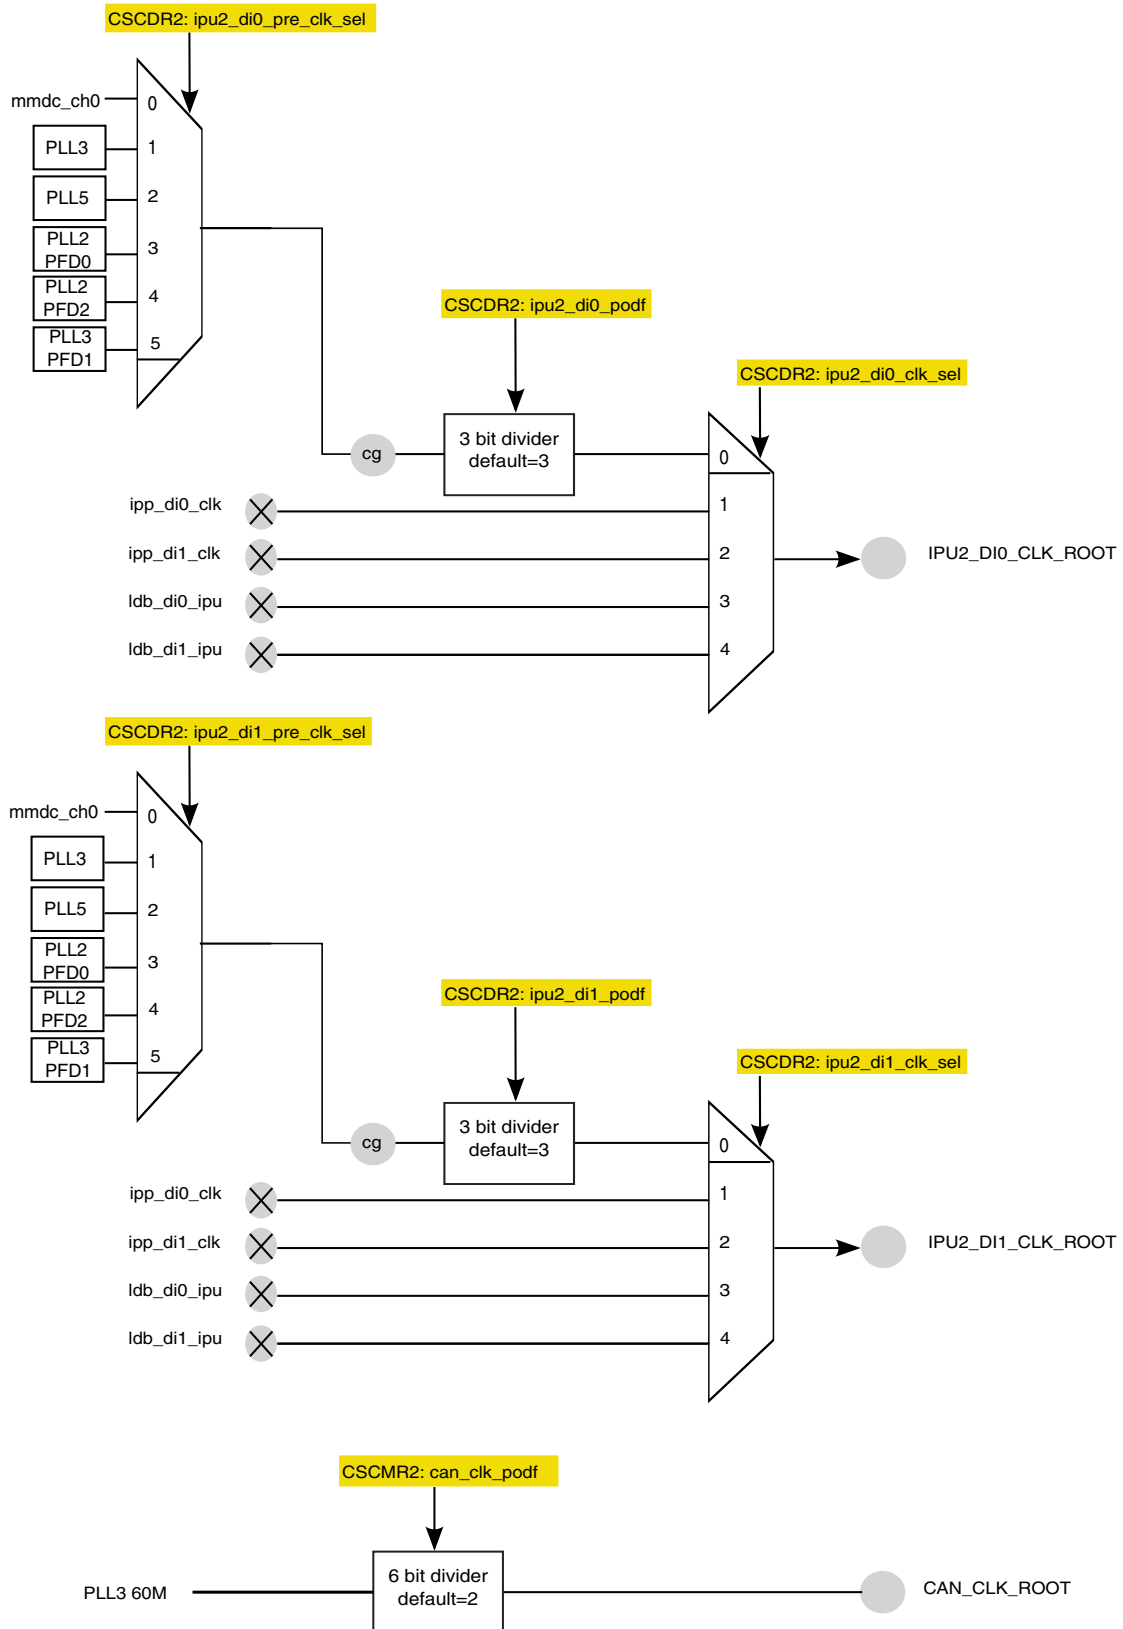 CSCDR2: ipu2_di0_pre_clk_sel
mmdc_ch0
0
PLL3
1
PLL5
2
PLL2
PFD0
3
PLL2
PFD2
4
PLL3
PFD1
5
CSCDR2: ipu2_di0_podf
CSCDR2: ipu2_di0_clk_sel
cg
3 bit divider
default=3
0
ipp_di0_clk
1
ipp_di1_clk
2
IPU2_DI0_CLK_ROOT
ldb_di0_ipu
3
ldb_di1_ipu
4
CSCDR2: ipu2_di1_pre_clk_sel
mmdc_ch0
0
PLL3
1
PLL5
2
PLL2
PFD0
3
PLL2
PFD2
4
PLL3
PFD1
5
CSCDR2: ipu2_di1_podf
CSCDR2: ipu2_di1_clk_sel
cg
3 bit divider
default=3
0
ipp_di0_clk
1
ipp_di1_clk
2
IPU2_DI1_CLK_ROOT
ldb_di0_ipu
3
ldb_di1_ipu
4
CSCMR2: can_clk_podf
PLL3 60M
6 bit divider
default=2
CAN_CLK_ROOT